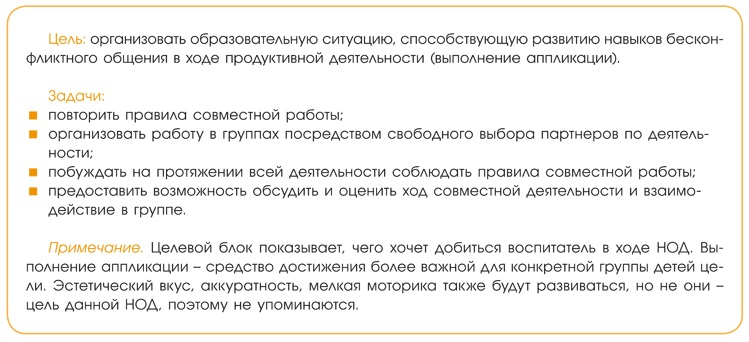 Цель: организовать образовательную ситуацию, способствующую развитию навыков бескон-
фликтного общения в ходе продуктивной деятельности (выполнение аппликации).
Задачи:
повторить правила совместной работы;
организовать работу в группах посредством свободного выбора партнеров по деятель-
ности;
побуждать на протяжении всей деятельности соблюдать правила совместной работы;
предоставить возможность обсудить и оценить ход совместной деятельности и взаимо-
действие в группе.
Примечание. Целевой блок показывает, чего хочет добиться воспитатель в ходе НОД. Вы-
полнение аппликации – средство достижения более важной для конкретной группы детей це-
ли. Эстетический вкус, аккуратность, мелкая моторика также будут развиваться, но не они –
цель данной НОД, поэтому не упоминаются.